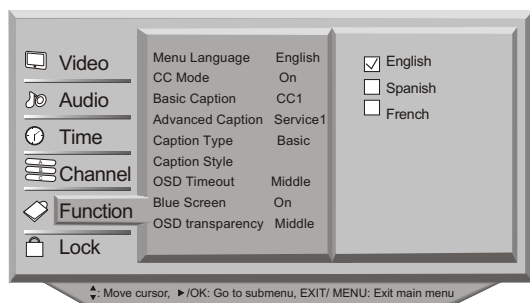 Video
Audio
Time
Channel
Function
Lock
Menu Language English
CC Mode On
Basic Caption CC1
Advanced Caption Service1
Caption Type Basic
Caption Style
OSD Timeout Middle
Blue Screen On
OSD transparency Middle
English
Spanish
French
: Move cursor, ►/OK: Go to submenu, EXIT/ MENU: Exit main menu